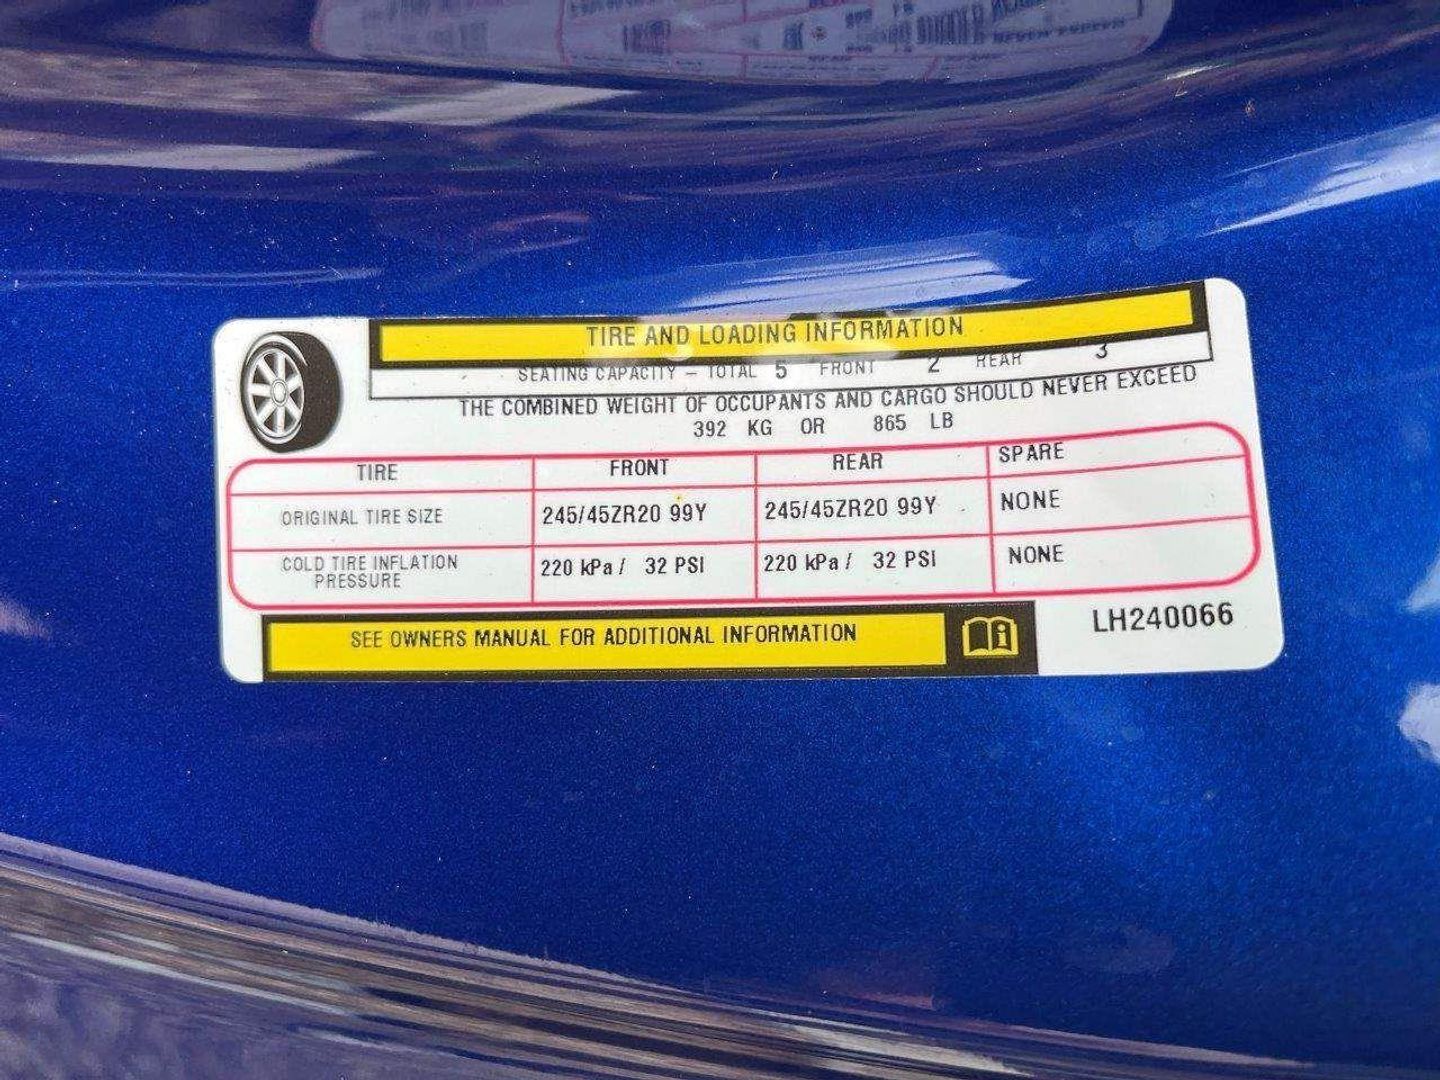 TIRE AND LOADING INFORMATION
SEATING CAPACITY – TOTAL 5 FRONT 2 REAR 3
THE COMBINED WEIGHT OF OCCUPANTS AND CARGO SHOULD NEVER EXCEED
392 KG OR 865 LB
TIRE FRONT REAR SPARE
ORIGINAL TIRE SIZE 245/45ZR20 99Y 245/45ZR20 99Y NONE
COLD TIRE INFLATION
PRESSURE 220 kPa / 32 PSI 220 kPa / 32 PSI NONE
SEE OWNERS MANUAL FOR ADDITIONAL INFORMATION
LH240066